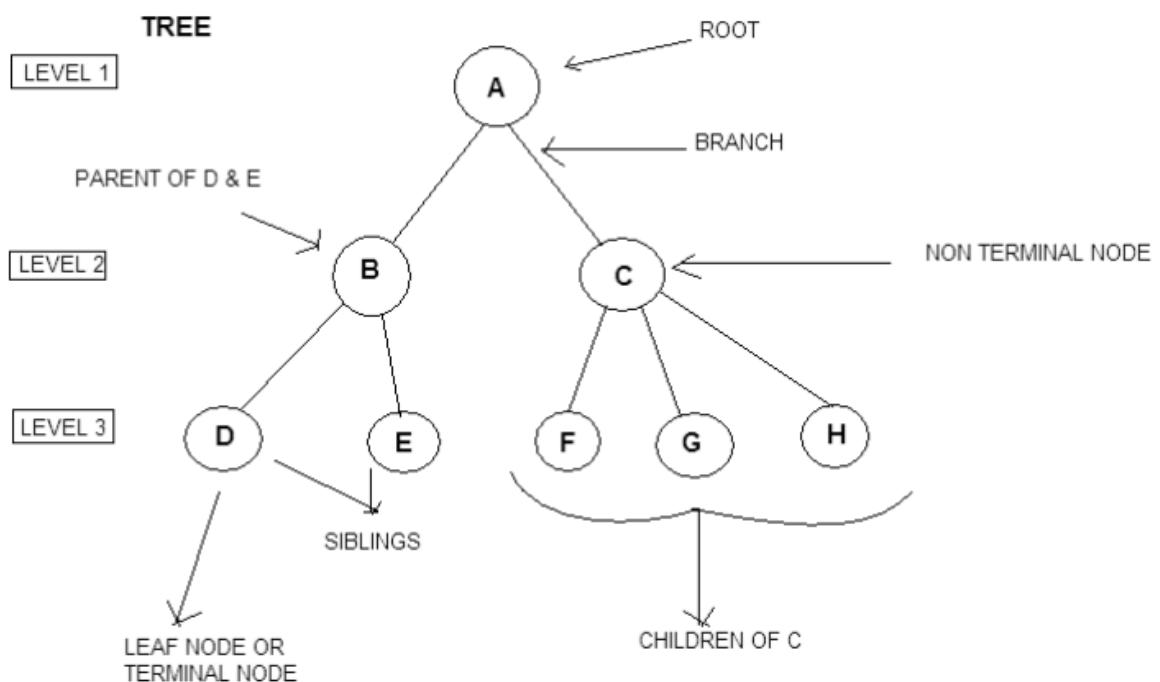 TREE
ROOT
LEVEL 1
A
BRANCH
PARENT OF D & E
LEVEL 2
B
C
NON TERMINAL NODE
LEVEL 3
D
E
F
G
H
SIBLINGS
LEAF NODE OR
TERMINAL NODE
CHILDREN OF C